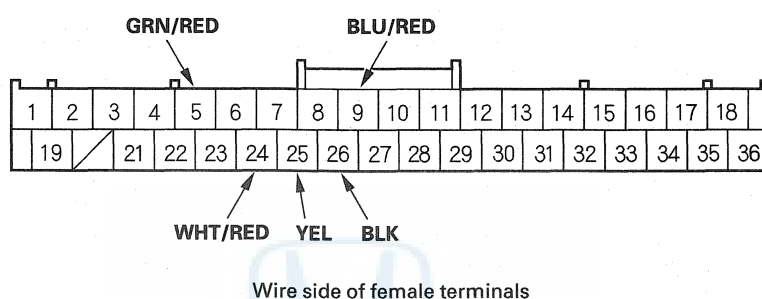 GRN/RED BLU/RED
1 2 3 4 5 6 7 8 9 10 11 12 13 14 15 16 17 18
19 21 22 23 24 25 26 27 28 29 30 31 32 33 34 35 36
WHT/RED YEL BLK
Wire side of female terminals